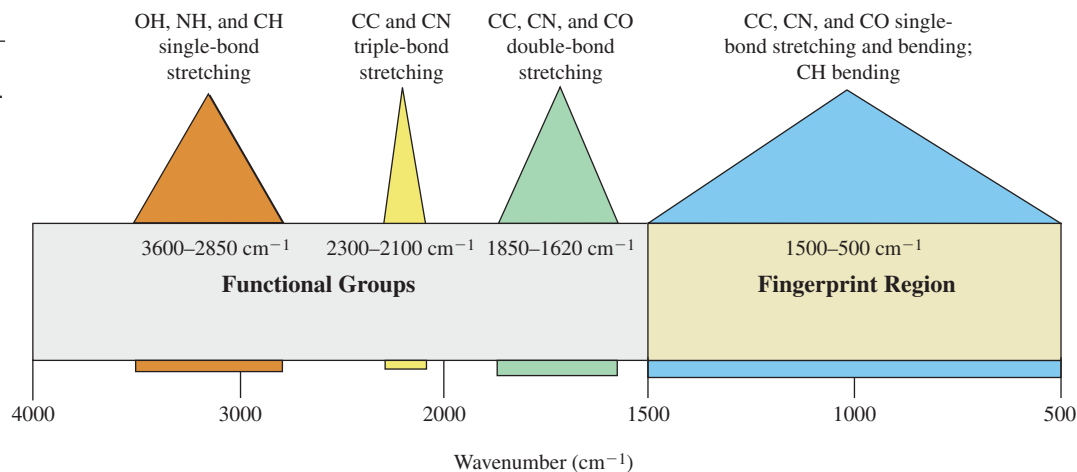 OH, NH, and CH
single-bond
stretching
CC and CN
triple-bond
stretching
CC, CN, and CO
double-bond
stretching
CC, CN, and CO single-
bond stretching and bending;
CH bending
3600–2850 cm⁻¹
2300–2100 cm⁻¹
1850–1620 cm⁻¹
1500–500 cm⁻¹
Functional Groups
Fingerprint Region
4000
3000
2000
1500
1000
500
Wavenumber (cm⁻¹)